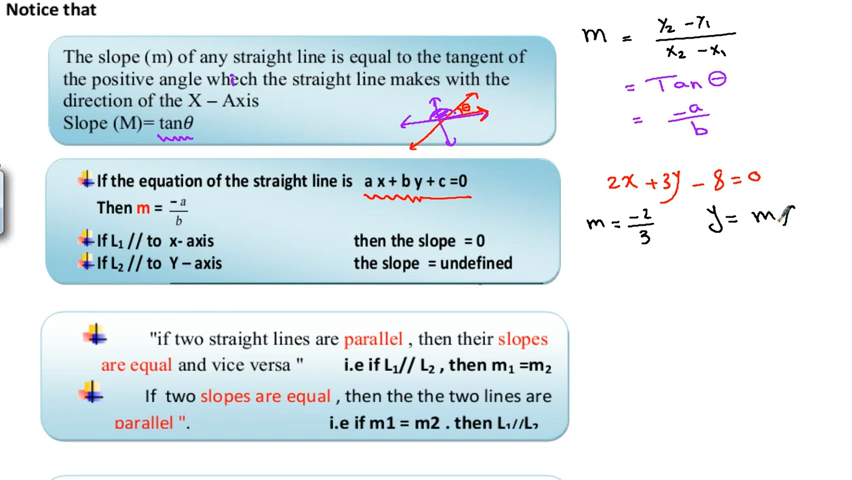 Notice that
The slope (m) of any straight line is equal to the tangent of
the positive angle which the straight line makes with the
direction of the X – Axis
Slope (M)= tanθ
θ
If the equation of the straight line is a x + b y + c =0
Then m = -a/b
If L₁ // to x- axis then the slope = 0
If L₂ // to Y – axis the slope = undefined
"if two straight lines are parallel , then their slopes
are equal and vice versa " i.e if L₁// L₂ , then m₁ =m₂
If two slopes are equal , then the the two lines are
parallel ". i.e if m1 = m2 . then L₁//L₂
m = (y₂ - y₁)/(x₂ - x₁)
= Tan θ
= -a/b
2x + 3y - 8 = 0
m = -2/3 y = m